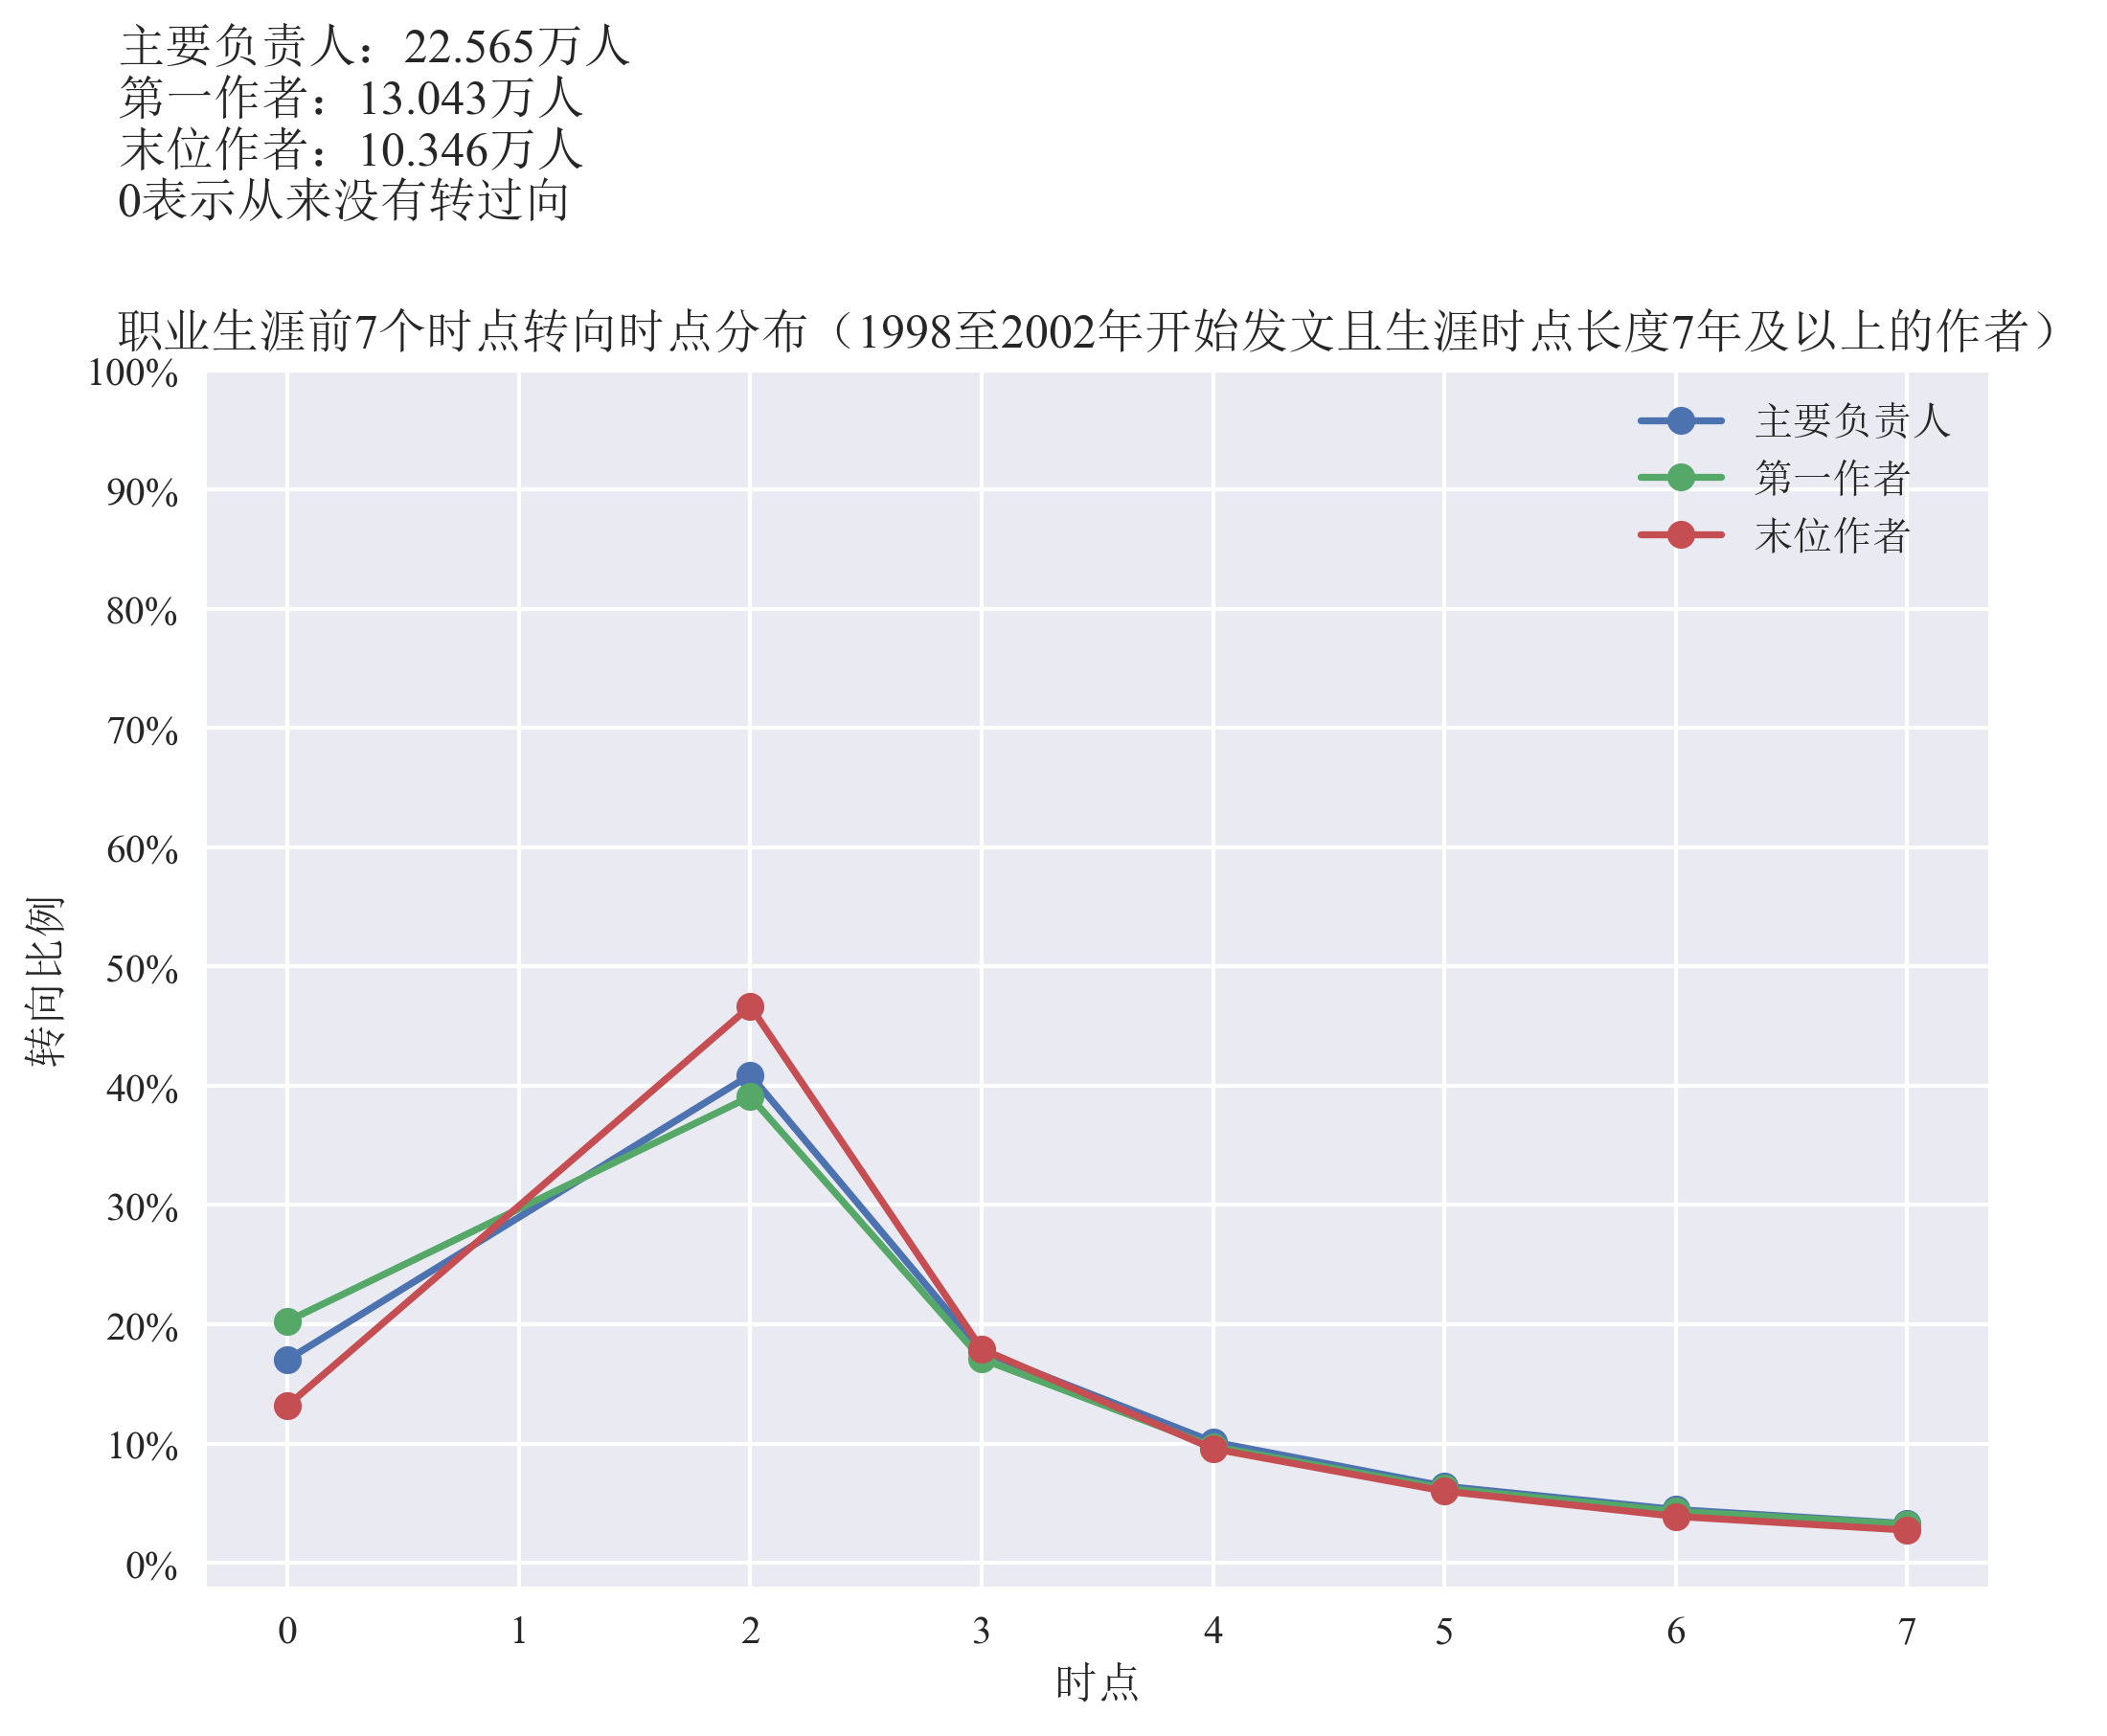 主要负责人：22.565万人
第一作者：13.043万人
末位作者：10.346万人
0表示从来没有转过向
职业生涯前7个时点转向时点分布（1998至2002年开始发文且生涯时点长度7年及以上的作者）
100%
90%
80%
70%
60%
50%
40%
30%
20%
10%
0%
转向比例
主要负责人
第一作者
末位作者
0 1 2 3 4 5 6 7
时点